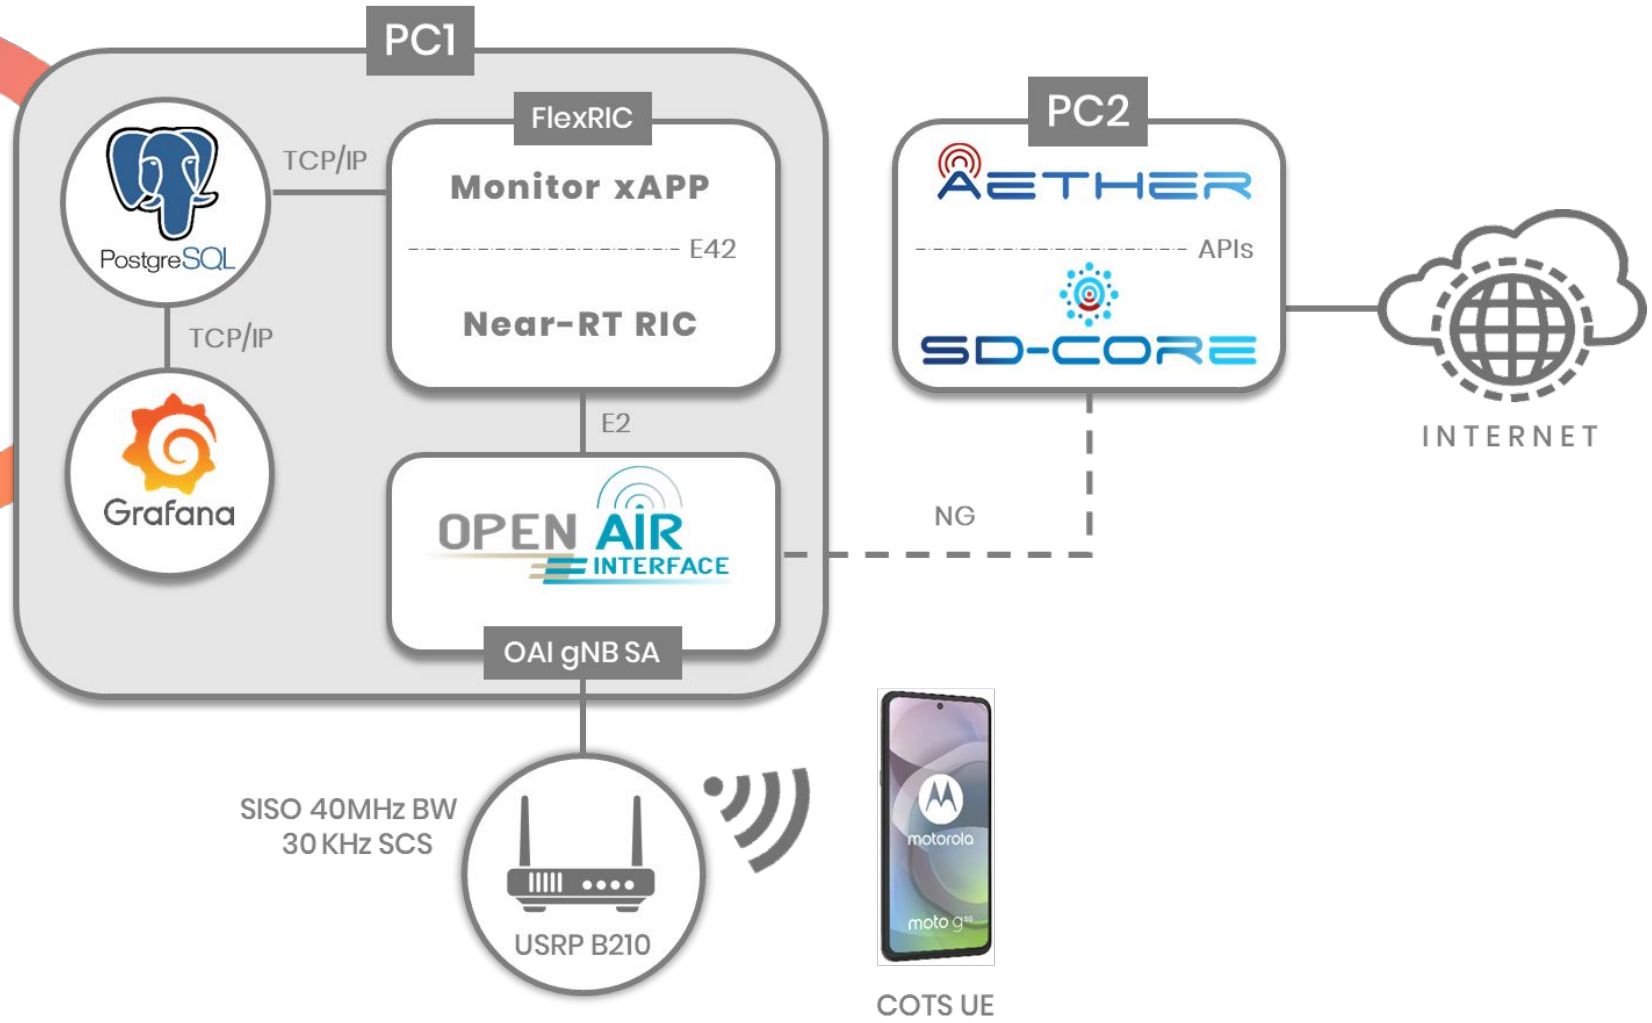 PC1
FlexRIC
PC2
PostgreSQL
TCP/IP
Monitor xAPP
E42
Near-RT RIC
AETHER
APIs
SD-CORE
TCP/IP
Grafana
E2
OPEN AIR
INTERFACE
OAI gNB SA
NG
INTERNET
SISO 40MHz BW
30 KHz SCS
USRP B210
motorola
moto g 5G
COTS UE